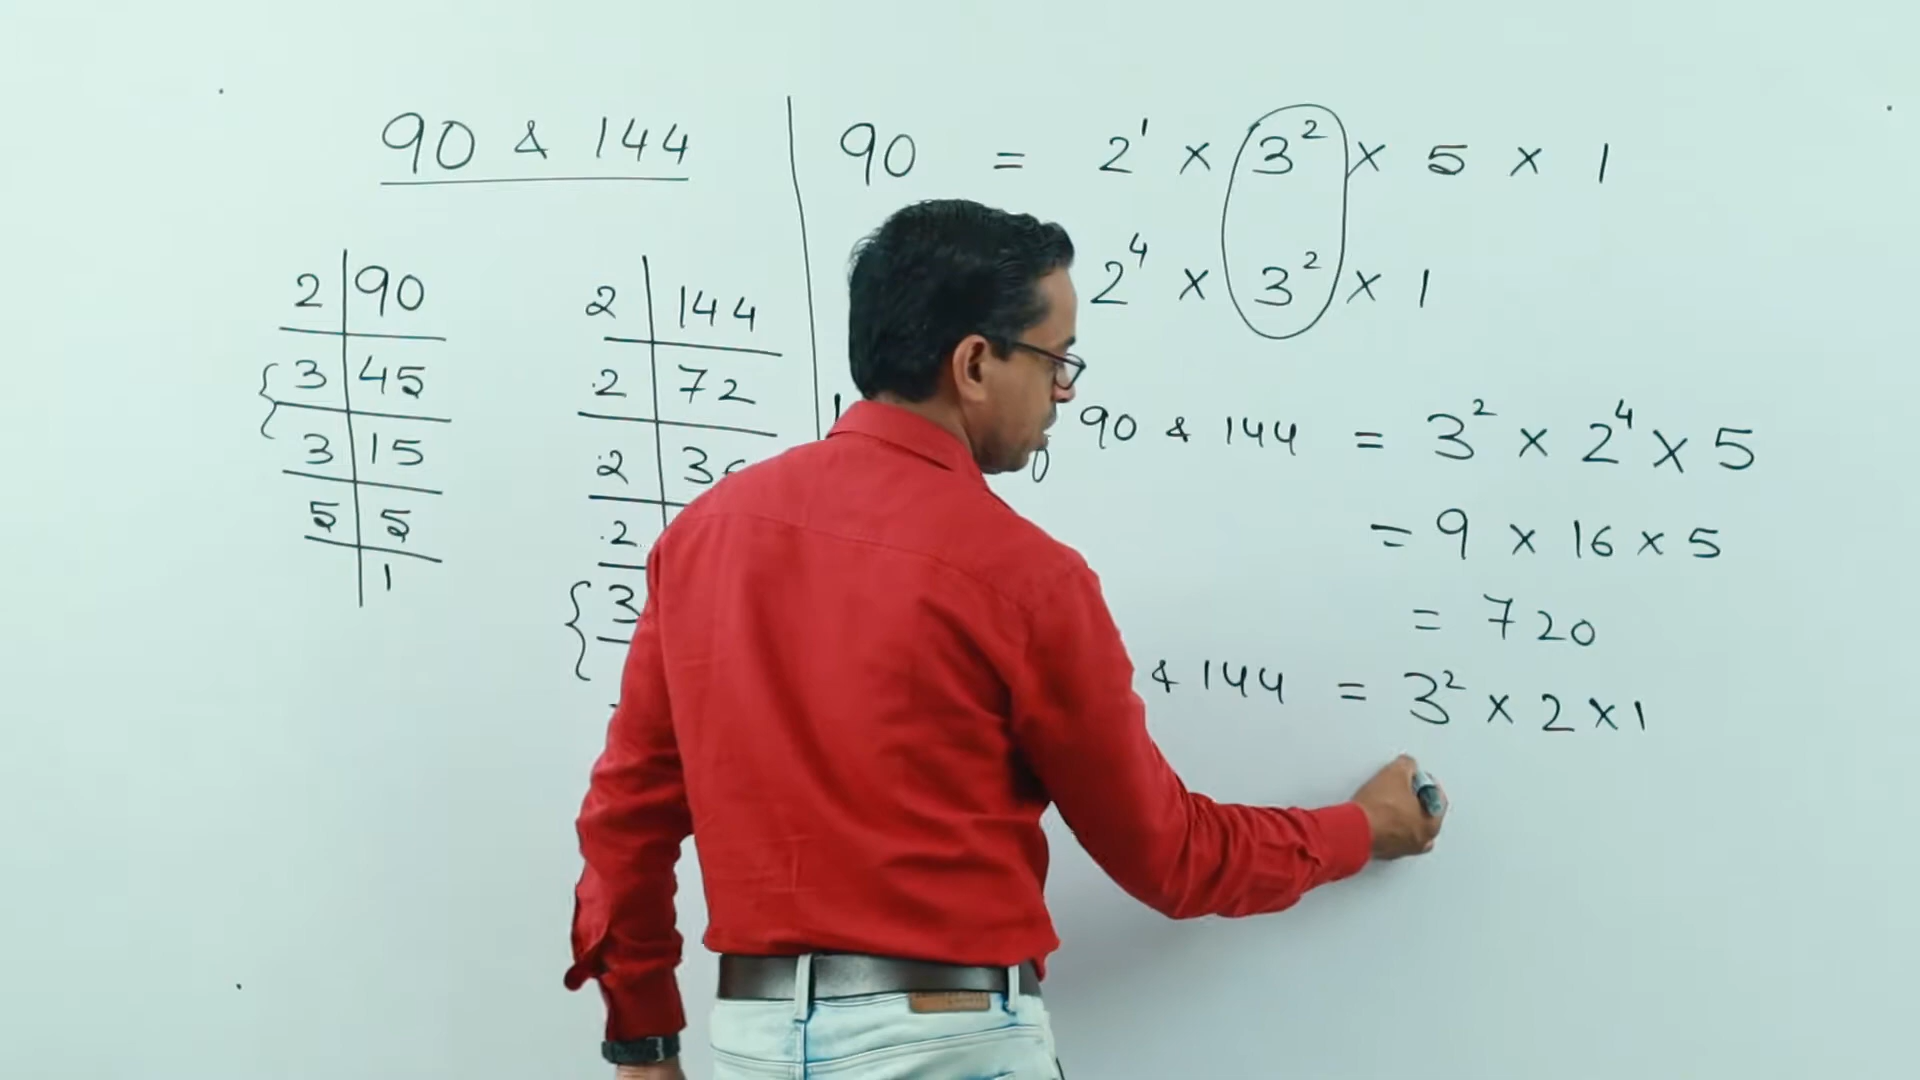 90 & 144
2 | 90
3 | 45
3 | 15
5 | 5
1
2 | 144
2 | 72
2 | 3
2
3
90 = 2¹ × 3² × 5 × 1
2⁴ × 3² × 1
90 & 144 = 3² × 2⁴ × 5
= 9 × 16 × 5
= 720
& 144 = 3² × 2 × 1